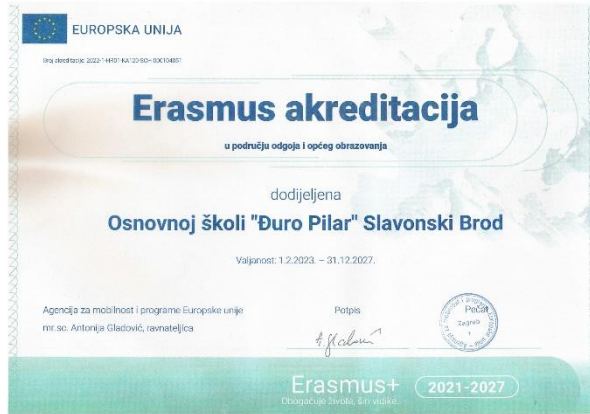 EUROPSKA UNIJA
Erasmus akreditacija
u području odgoja i općeg obrazovanja
dodijeljena
Osnovnoj školi "Đuro Pilar" Slavonski Brod
Valjanost: 1.2.2023. – 31.12.2027.
Agencija za mobilnost i programe Europske unije
mr.sc. Antonija Gladović, ravnateljica
Potpis
Pečat
Zagreb
Erasmus+
2021-2027
Obogaćuje živote, širi vidike.